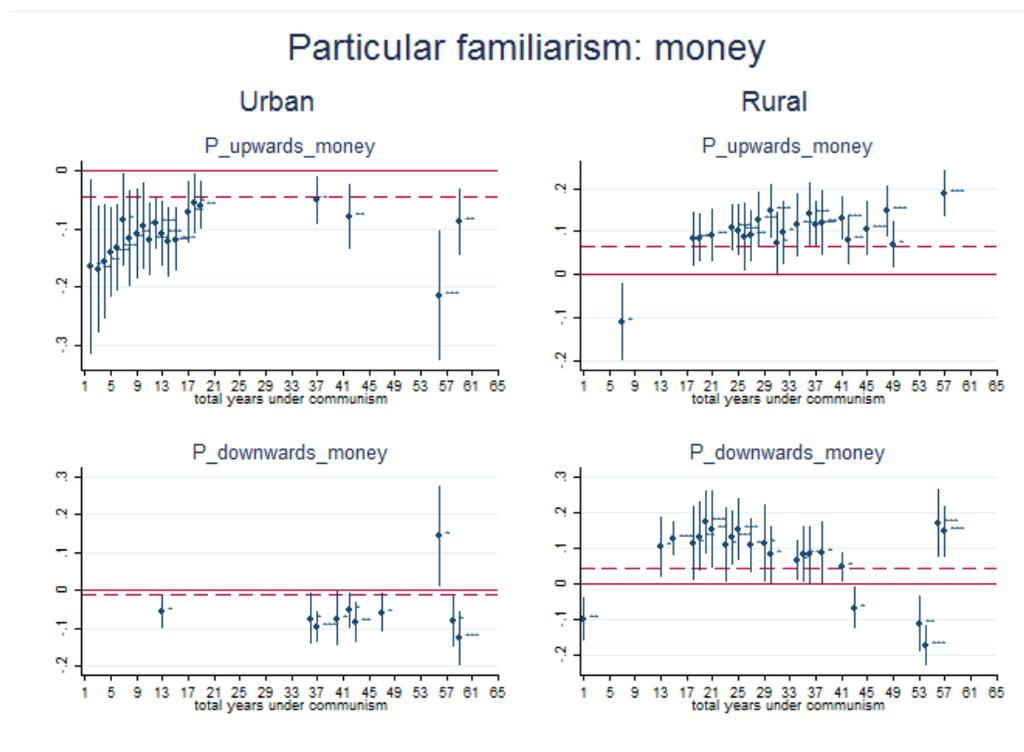 Particular familiarism: money
Urban
Rural
P_upwards_money
0
-.1
-.2
-.3
1 5 9 13 17 21 25 29 33 37 41 45 49 53 57 61 65
total years under communism
P_upwards_money
.2
.1
0
-.1
-.2
1 5 9 13 17 21 25 29 33 37 41 45 49 53 57 61 65
total years under communism
P_downwards_money
.3
.2
.1
0
-.1
-.2
1 5 9 13 17 21 25 29 33 37 41 45 49 53 57 61 65
total years under communism
P_downwards_money
.3
.2
.1
0
-.1
-.2
1 5 9 13 17 21 25 29 33 37 41 45 49 53 57 61 65
total years under communism